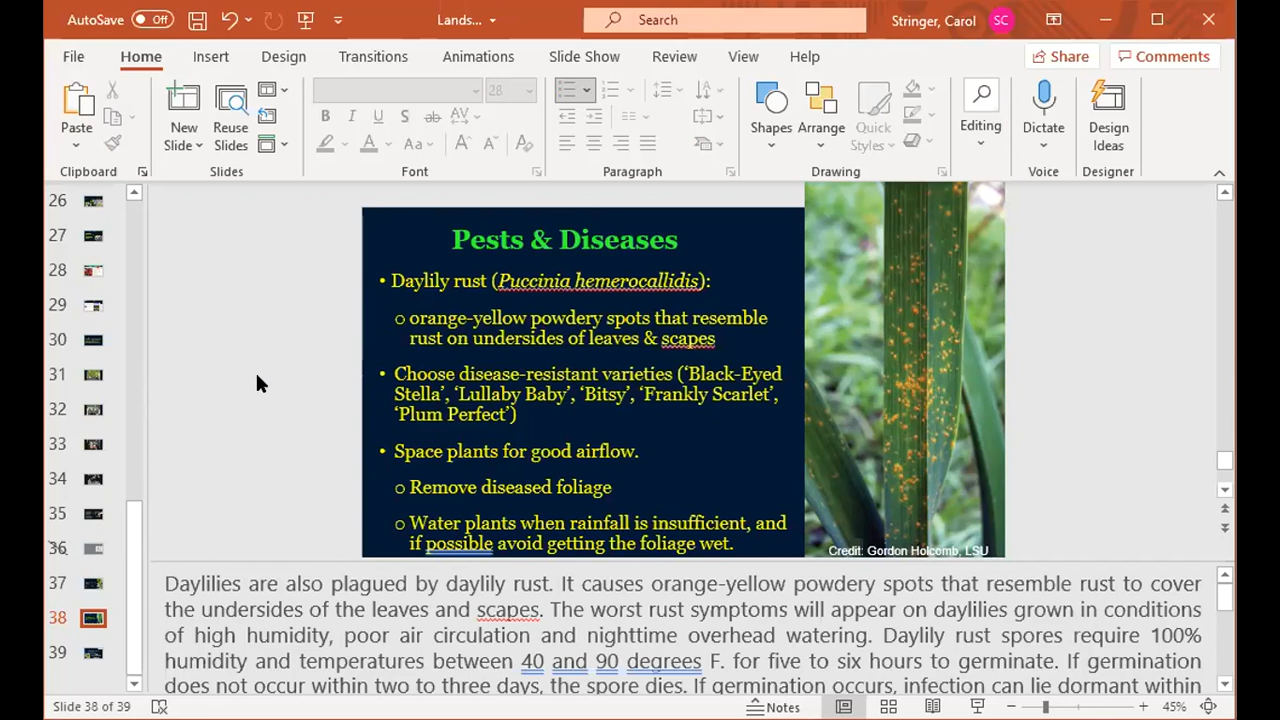 AutoSave Off Lands... Search Stringer, Carol SC
File Home Insert Design Transitions Animations Slide Show Review View Help Share Comments
Paste New Slide Reuse Slides 28 Shapes Arrange Quick Styles Editing Dictate Design Ideas
B I U S ab AV
A Aa A A A
Clipboard Slides Font Paragraph Drawing Voice Designer
26
27
28
29
30
31
32
33
34
35
36
37
38
39
Pests & Diseases
• Daylily rust (Puccinia hemerocallidis):
o orange-yellow powdery spots that resemble
rust on undersides of leaves & scapes
• Choose disease-resistant varieties (‘Black-Eyed
Stella’, ‘Lullaby Baby’, ‘Bitsy’, ‘Frankly Scarlet’,
‘Plum Perfect’)
• Space plants for good airflow.
o Remove diseased foliage
o Water plants when rainfall is insufficient, and
if possible avoid getting the foliage wet.
Credit: Gordon Holcomb, LSU
Daylilies are also plagued by daylily rust. It causes orange-yellow powdery spots that resemble rust to cover
the undersides of the leaves and scapes. The worst rust symptoms will appear on daylilies grown in conditions
of high humidity, poor air circulation and nighttime overhead watering. Daylily rust spores require 100%
humidity and temperatures between 40 and 90 degrees F. for five to six hours to germinate. If germination
does not occur within two to three days, the spore dies. If germination occurs, infection can lie dormant within
Slide 38 of 39 Notes 45%